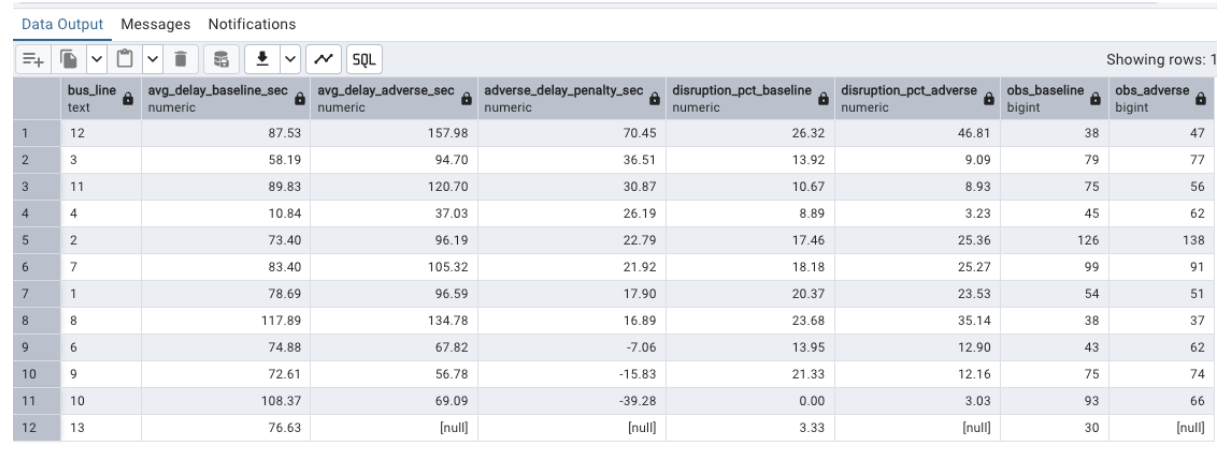 Data Output Messages Notifications
SQL Showing rows: 1
bus_line avg_delay_baseline_sec avg_delay_adverse_sec adverse_delay_penalty_sec disruption_pct_baseline disruption_pct_adverse obs_baseline obs_adverse
text numeric numeric numeric numeric numeric bigint bigint
1 12 87.53 157.98 70.45 26.32 46.81 38 47
2 3 58.19 94.70 36.51 13.92 9.09 79 77
3 11 89.83 120.70 30.87 10.67 8.93 75 56
4 4 10.84 37.03 26.19 8.89 3.23 45 62
5 2 73.40 96.19 22.79 17.46 25.36 126 138
6 7 83.40 105.32 21.92 18.18 25.27 99 91
7 1 78.69 96.59 17.90 20.37 23.53 54 51
8 8 117.89 134.78 16.89 23.68 35.14 38 37
9 6 74.88 67.82 -7.06 13.95 12.90 43 62
10 9 72.61 56.78 -15.83 21.33 12.16 75 74
11 10 108.37 69.09 -39.28 0.00 3.03 93 66
12 13 76.63 [null] [null] 3.33 [null] 30 [null]